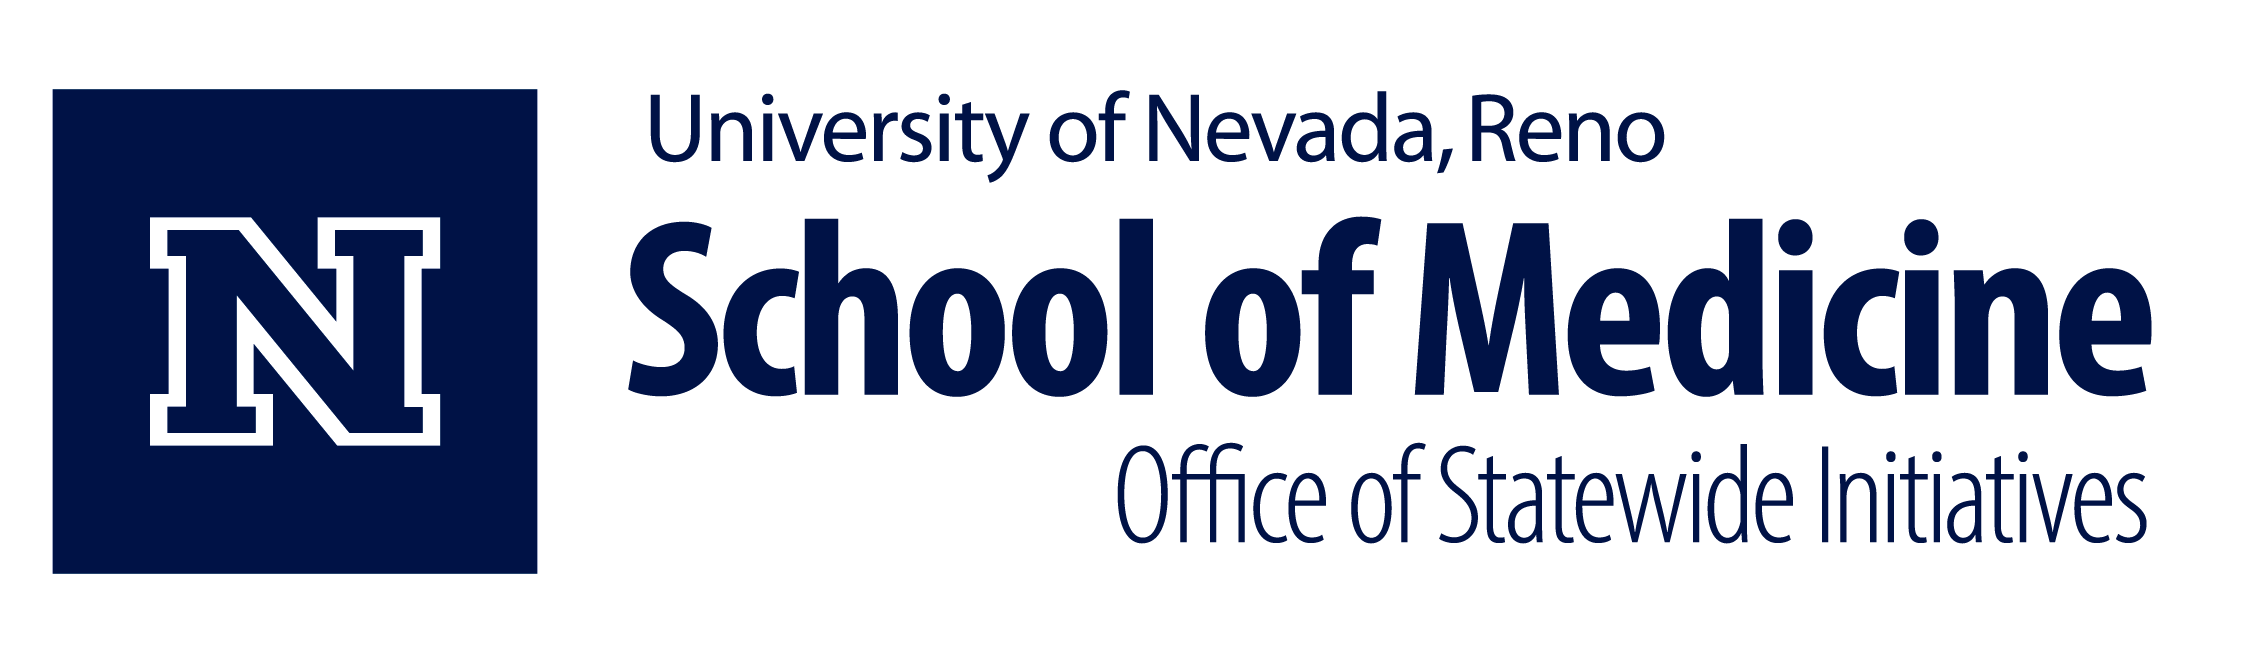 N
University of Nevada, Reno
School of Medicine
Office of Statewide Initiatives